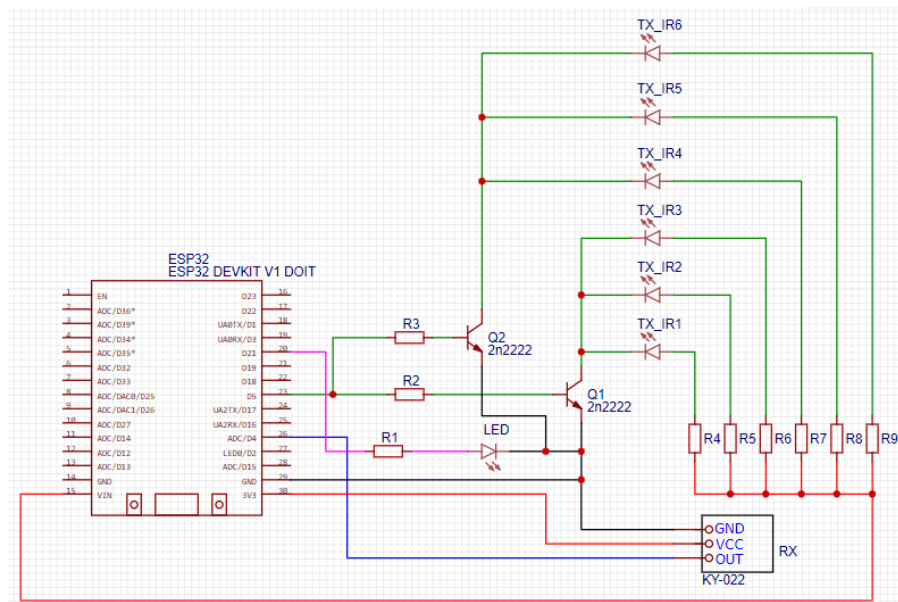 TX_IR6
TX_IR5
TX_IR4
TX_IR3
TX_IR2
TX_IR1
ESP32
ESP32 DEVKIT V1 DOIT
1 EN
2 ADC/D36*
3 ADC/D39*
4 ADC/D34*
5 ADC/D35*
6 ADC/D32
7 ADC/D33
8 ADC/DAC0/D25
9 ADC/DAC1/D26
10 ADC/D27
11 ADC/D14
12 ADC/D12
13 ADC/D13
14 GND
15 VIN
D23 16
D22 17
UA0TX/D1 18
UA0RX/D3 19
D21 20
D19 21
D18 22
D5 23
UA2TX/D17 24
UA2RX/D16 25
ADC/D4 26
LED0/D2 27
ADC/D15 28
GND 29
3V3 30
R3
Q2
2n2222
R2
Q1
2n2222
R1
LED
R4
R5
R6
R7
R8
R9
GND
VCC
OUT
RX
KY-022